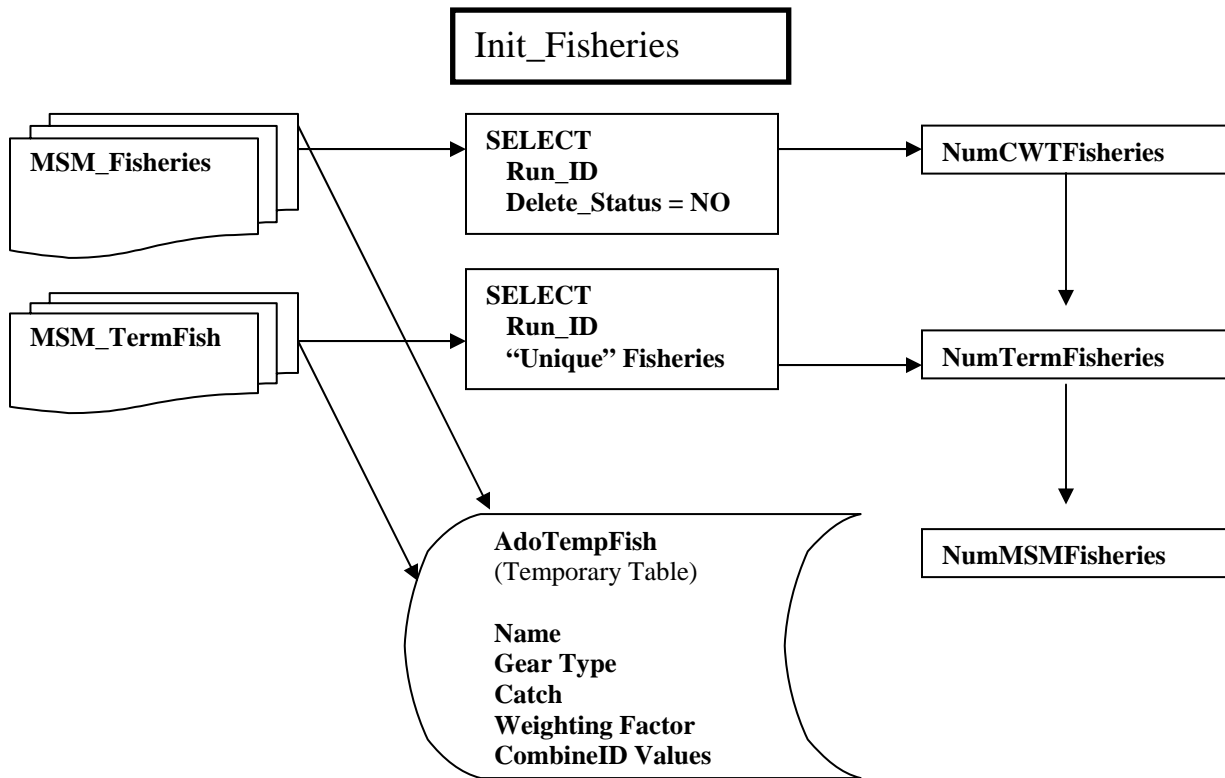 Init_Fisheries
MSM_Fisheries
SELECT
Run_ID
Delete_Status = NO
NumCWTFisheries
MSM_TermFish
SELECT
Run_ID
“Unique” Fisheries
NumTermFisheries
AdoTempFish
(Temporary Table)
Name
Gear Type
Catch
Weighting Factor
CombineID Values
NumMSMFisheries